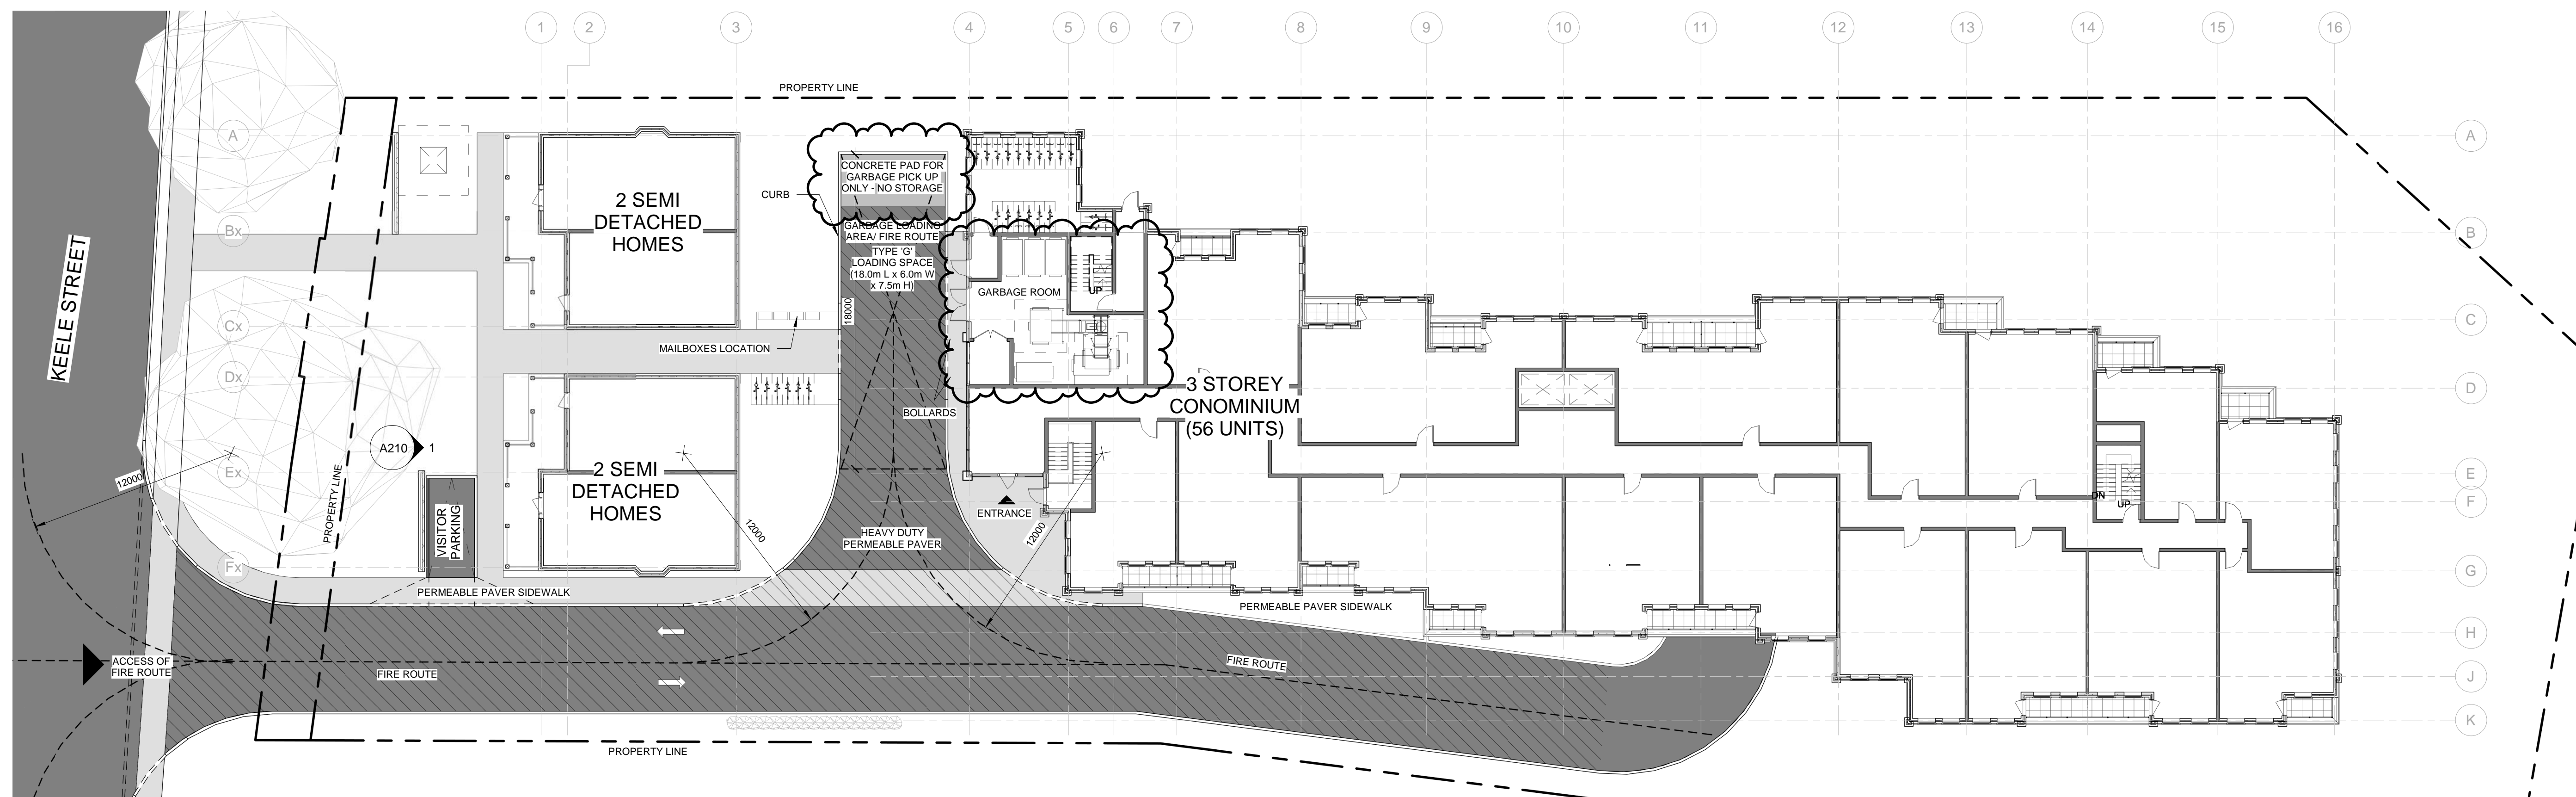 1 2 3 4 5 6 7 8 9 10 11 12 13 14 15 16
PROPERTY LINE
A
A
Bx
B
Cx
C
Dx
D
Ex
E
F
Fx
G
H
J
K
KEELE STREET
2 SEMI
DETACHED
HOMES
CURB
CONCRETE PAD FOR
GARBAGE PICK UP
ONLY - NO STORAGE
GARBAGE LOADING
AREA/ FIRE ROUTE
TYPE 'G'
LOADING SPACE
(18.0m L x 6.0m W
x 7.5m H)
18000
GARBAGE ROOM
UP
MAILBOXES LOCATION
BOLLARDS
3 STOREY
CONOMINIUM
(56 UNITS)
A210
1
12000
PROPERTY LINE
VISITOR
PARKING
2 SEMI
DETACHED
HOMES
12000
HEAVY DUTY
PERMEABLE PAVER
ENTRANCE
12000
DN
UP
PERMEABLE PAVER SIDEWALK
PERMEABLE PAVER SIDEWALK
ACCESS OF
FIRE ROUTE
FIRE ROUTE
FIRE ROUTE
PROPERTY LINE